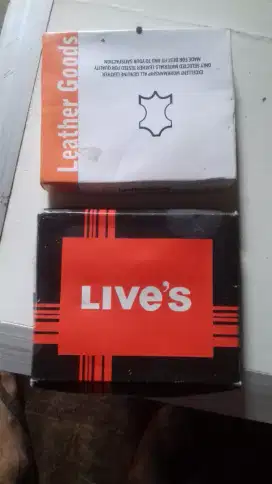 Leather Goods
EXCELLENT WORKMANSHIP ALL GENUINE LEATHER,
ONLY SELECTED MATERIALS LEATHER TESTED FOR QUALITY
MADE FOR BEST FIT AND TO YOUR SATISFACTION
LIVe's